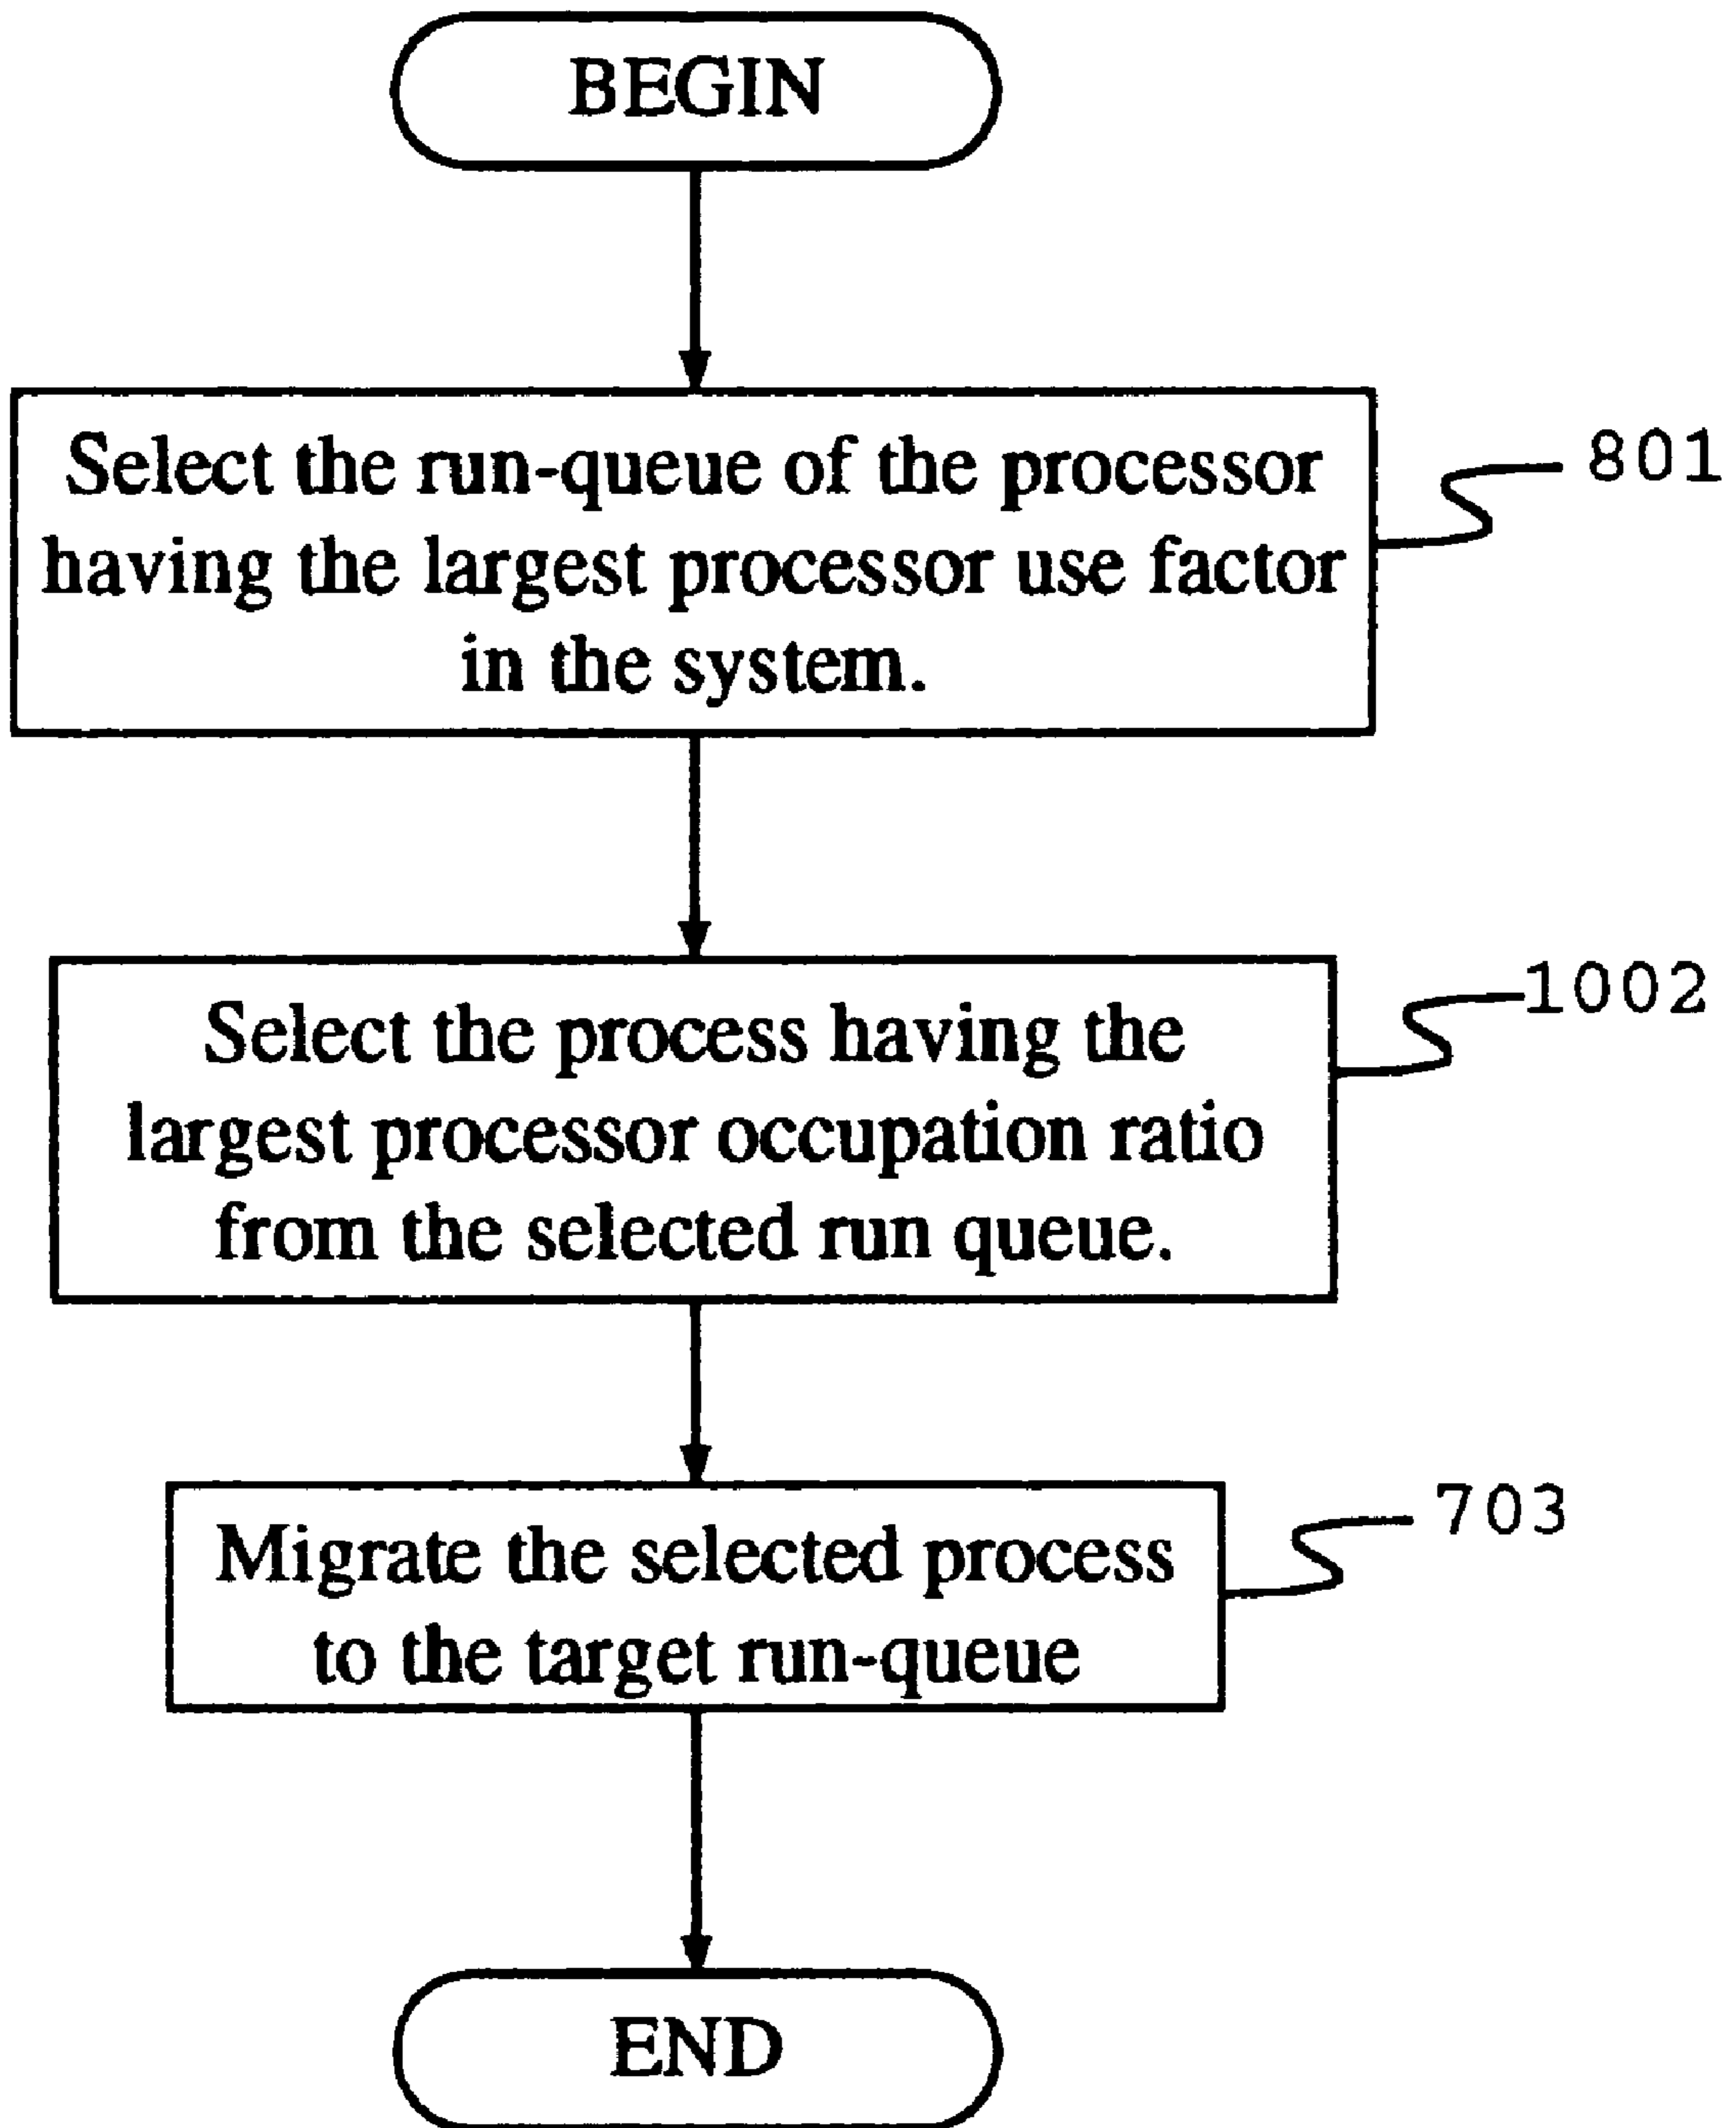 BEGIN
Select the run-queue of the processor
having the largest processor use factor
in the system.
801
Select the process having the
largest processor occupation ratio
from the selected run queue.
1002
Migrate the selected process
to the target run-queue
703
END